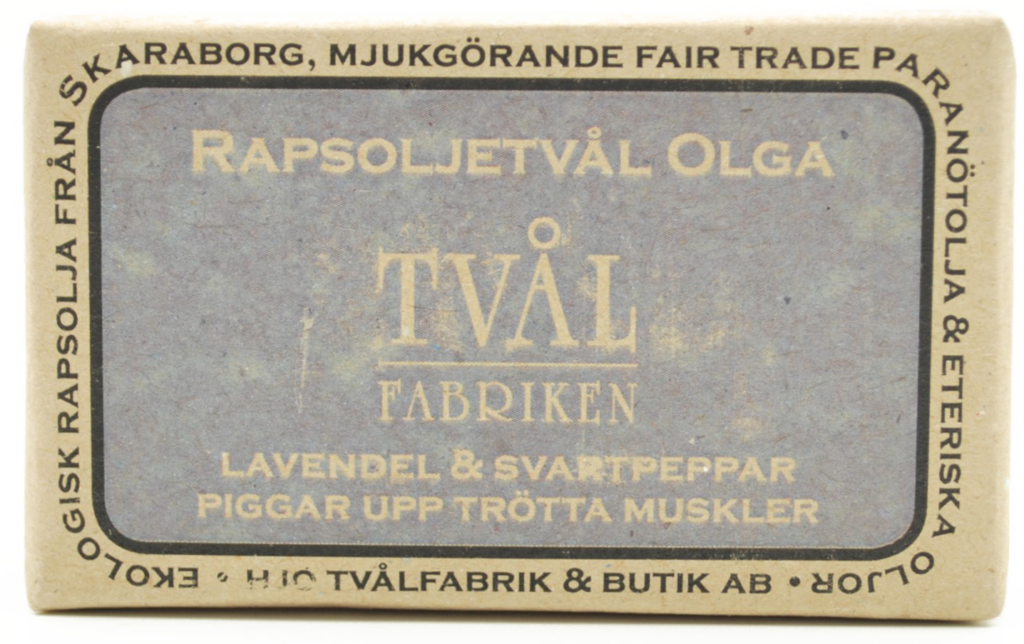 EKOLOGISK RAPSOLJA FRÅN SKARABORG, MJUKGÖRANDE FAIR TRADE PARANÖTOLJA & ETERISKA OLJOR •
RAPSOLJETVÅL OLGA
TVÅL
FABRIKEN
LAVENDEL & SVARTPEPPAR
PIGGAR UPP TRÖTTA MUSKLER
TVÅLFABRIK & BUTIK AB •